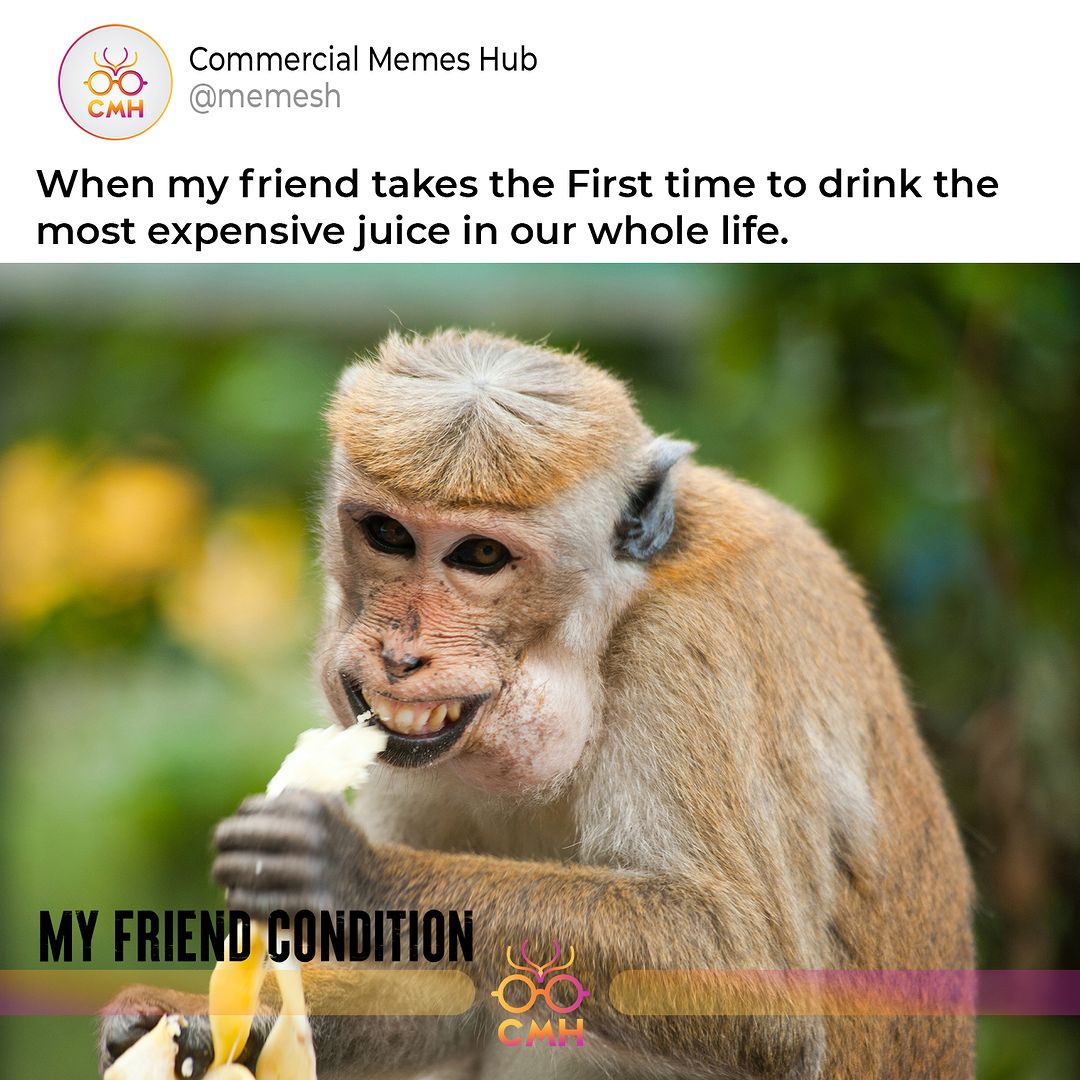 CMH
Commercial Memes Hub
@memesh
When my friend takes the First time to drink the
most expensive juice in our whole life.
MY FRIEND CONDITION
CMH